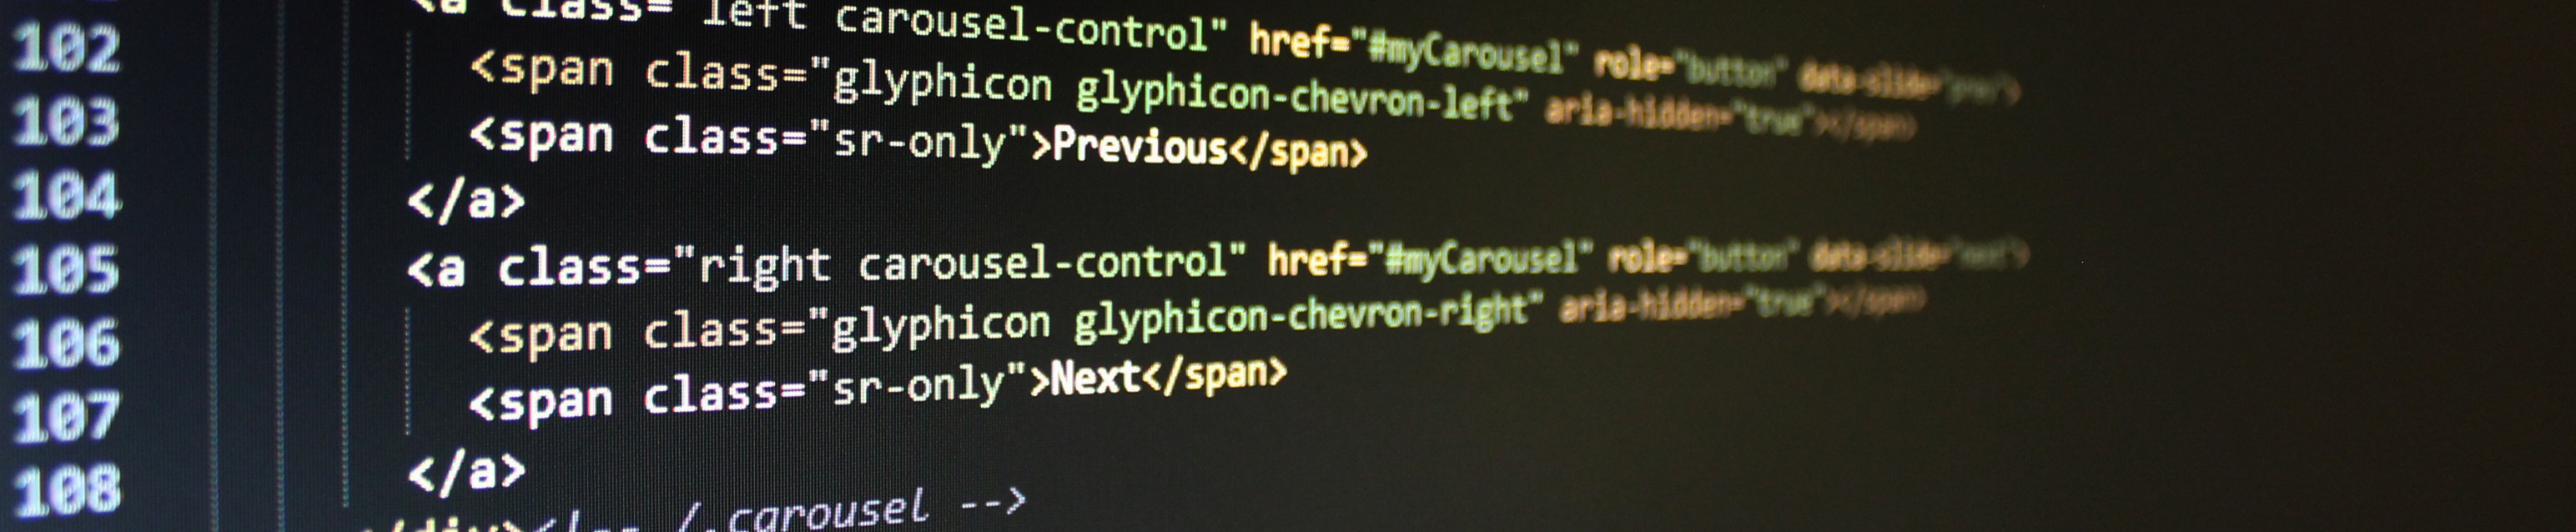 <a class="left carousel-control" href="#myCarousel" role="button" data-slide="prev">
102 <span class="glyphicon glyphicon-chevron-left" aria-hidden="true"></span>
103 <span class="sr-only">Previous</span>
104 </a>
105 <a class="right carousel-control" href="#myCarousel" role="button" data-slide="next">
106 <span class="glyphicon glyphicon-chevron-right" aria-hidden="true"></span>
107 <span class="sr-only">Next</span>
108 </a>
</div><!-- /.carousel -->